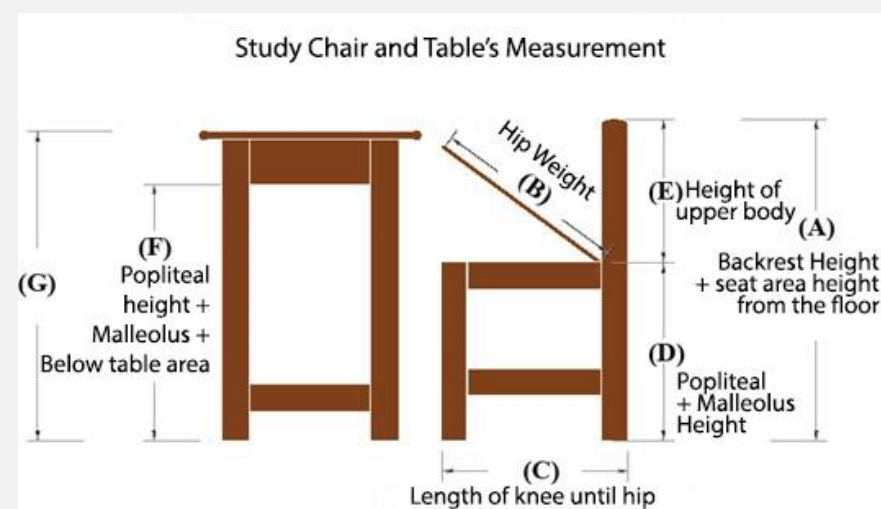 Study Chair and Table's Measurement
Hip Weight
(B)
(E) Height of
upper body
(A)
Backrest Height
+ seat area height
from the floor
(F)
Popliteal
height +
Malleolus +
Below table area
(G)
(D)
Popliteal
+ Malleolus
Height
(C)
Length of knee until hip